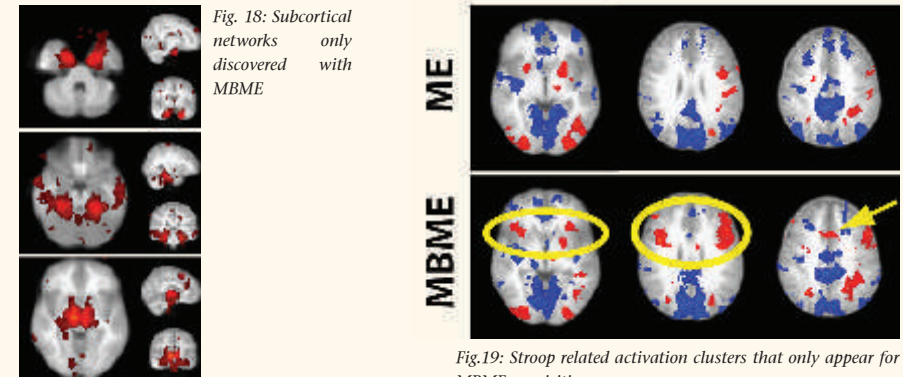 Fig. 18: Subcortical
networks only
discovered with
MBME
ME
MBME
Fig.19: Stroop related activation clusters that only appear for